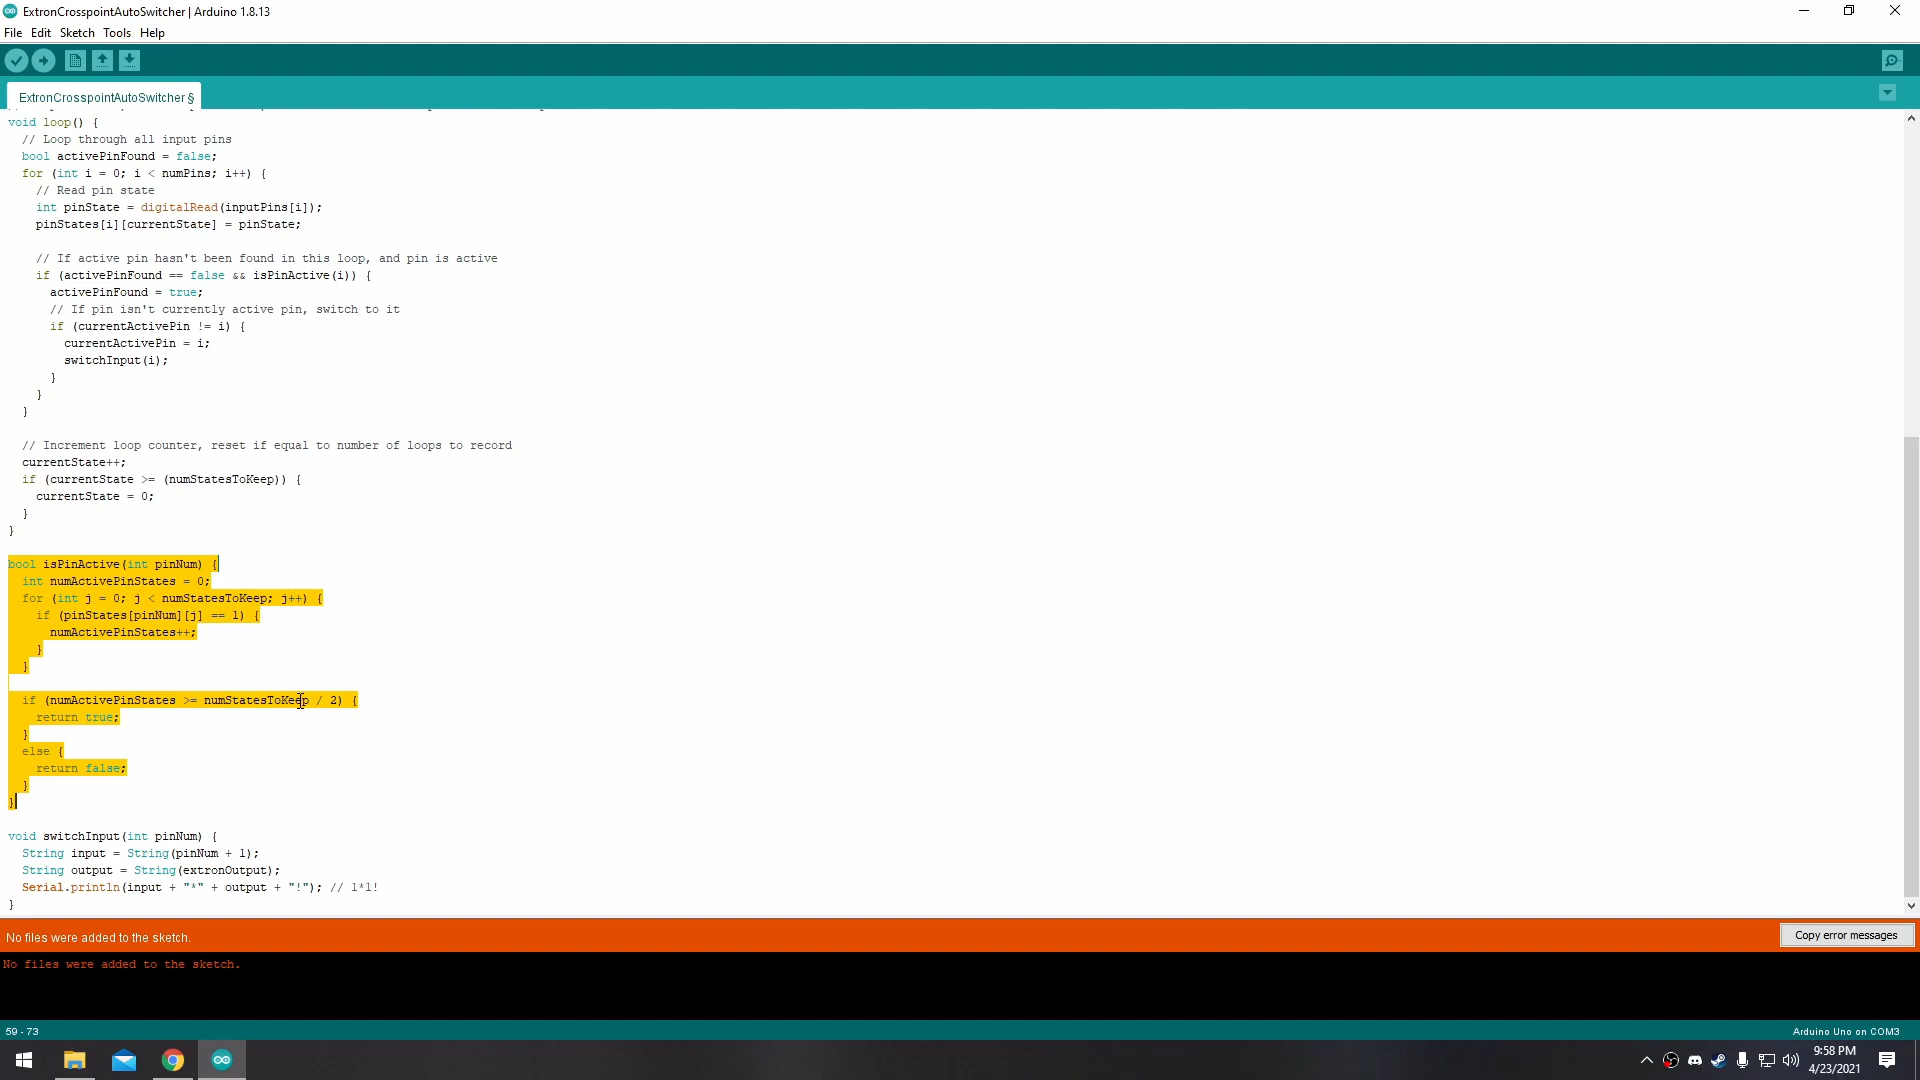 ExtronCrosspointAutoSwitcher | Arduino 1.8.13
File Edit Sketch Tools Help
ExtronCrosspointAutoSwitcher §
void loop() {
  // Loop through all input pins
  bool activePinFound = false;
  for (int i = 0; i < numPins; i++) {
    // Read pin state
    int pinState = digitalRead(inputPins[i]);
    pinStates[i][currentState] = pinState;
    // If active pin hasn't been found in this loop, and pin is active
    if (activePinFound == false && isPinActive(i)) {
      activePinFound = true;
      // If pin isn't currently active pin, switch to it
      if (currentActivePin != i) {
        currentActivePin = i;
        switchInput(i);
      }
    }
  }
  // Increment loop counter, reset if equal to number of loops to record
  currentState++;
  if (currentState >= (numStatesToKeep)) {
    currentState = 0;
  }
}
bool isPinActive(int pinNum) {
  int numActivePinStates = 0;
  for (int j = 0; j < numStatesToKeep; j++) {
    if (pinStates[pinNum][j] == 1) {
      numActivePinStates++;
    }
  }
  if (numActivePinStates >= numStatesToKeep / 2) {
    return true;
  }
  else {
    return false;
  }
}
void switchInput(int pinNum) {
  String input = String(pinNum + 1);
  String output = String(extronOutput);
  Serial.println(input + "*" + output + "!"); // 1*1!
}
No files were added to the sketch.
Copy error messages
No files were added to the sketch.
59 - 73
Arduino Uno on COM3
9:58 PM
4/23/2021